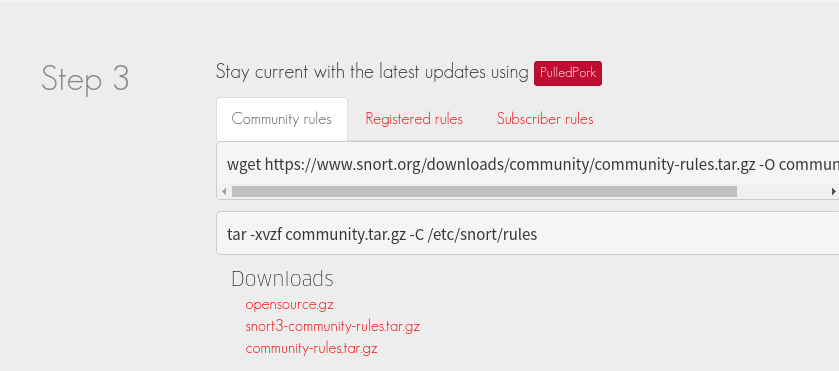 Step 3
Stay current with the latest updates using PulledPork
Community rules Registered rules Subscriber rules
wget https://www.snort.org/downloads/community/community-rules.tar.gz -O commun
tar -xvzf community.tar.gz -C /etc/snort/rules
Downloads
opensource.gz
snort3-community-rules.tar.gz
community-rules.tar.gz